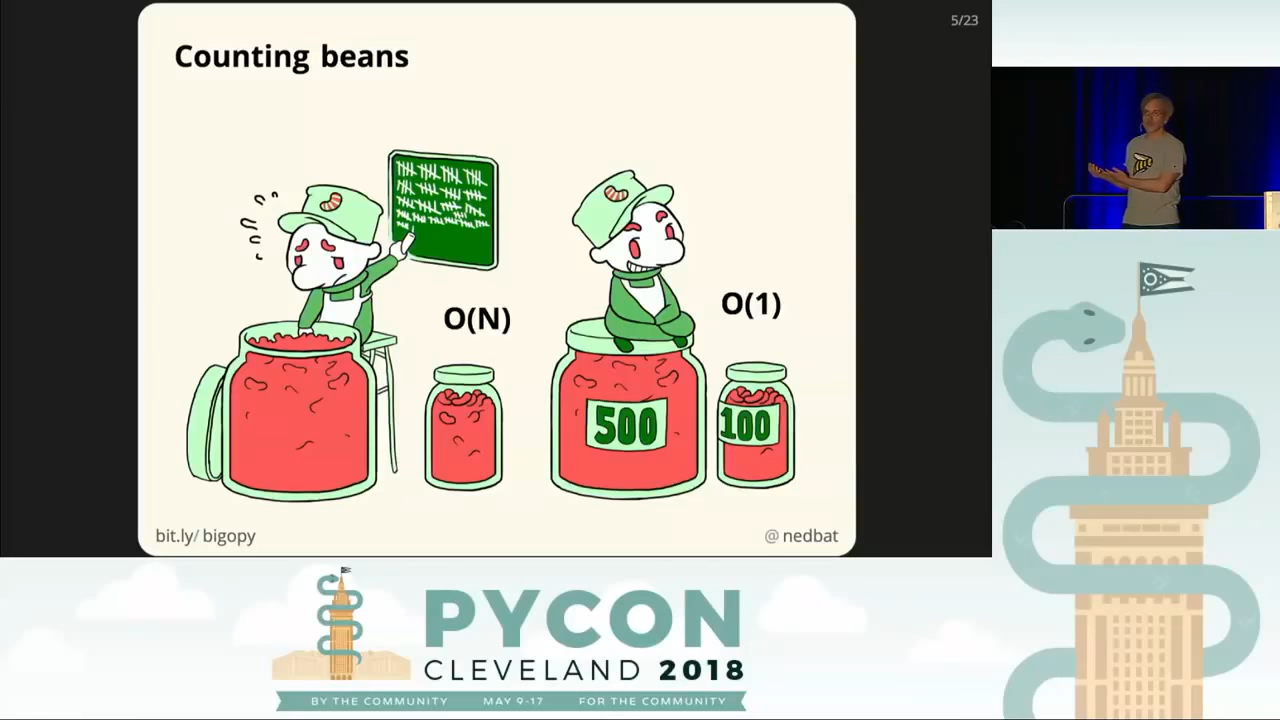 5/23
Counting beans
O(N)
O(1)
500
100
bit.ly/ bigopy
@ nedbat
PYCON
CLEVELAND 2018
BY THE COMMUNITY MAY 9-17 FOR THE COMMUNITY